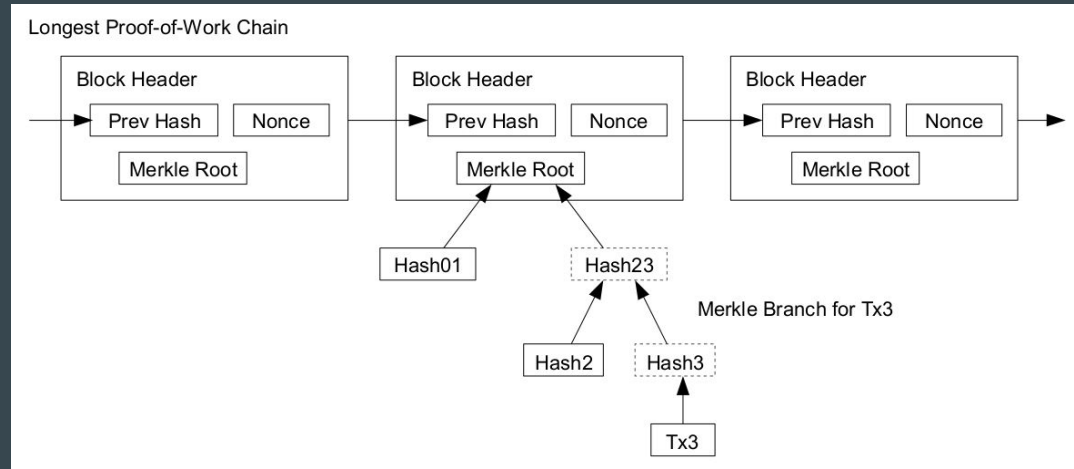 Longest Proof-of-Work Chain
Block Header
Block Header
Block Header
Prev Hash
Nonce
Prev Hash
Nonce
Prev Hash
Nonce
Merkle Root
Merkle Root
Merkle Root
Hash01
Hash23
Merkle Branch for Tx3
Hash2
Hash3
Tx3